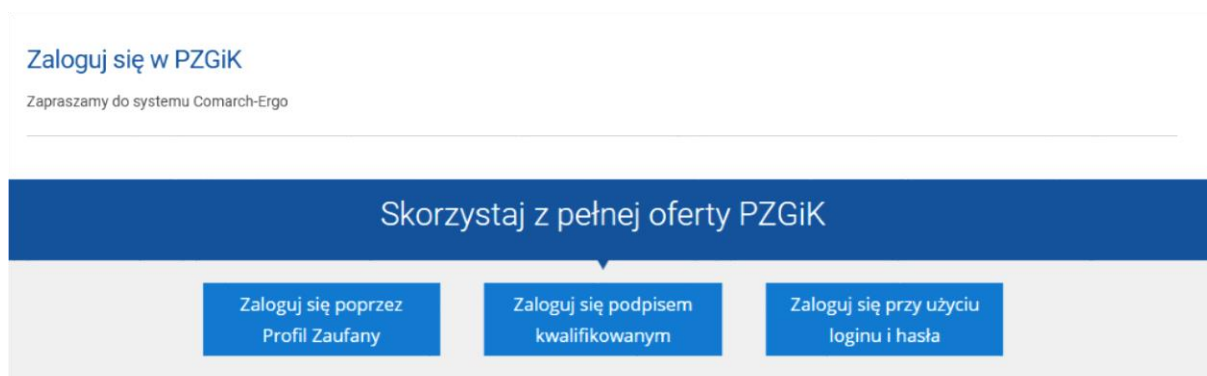 Zaloguj się w PZGiK
Zapraszamy do systemu Comarch-Ergo
Skorzystaj z pełnej oferty PZGiK
Zaloguj się poprzez
Profil Zaufany
Zaloguj się podpisem
kwalifikowanym
Zaloguj się przy użyciu
loginu i hasła